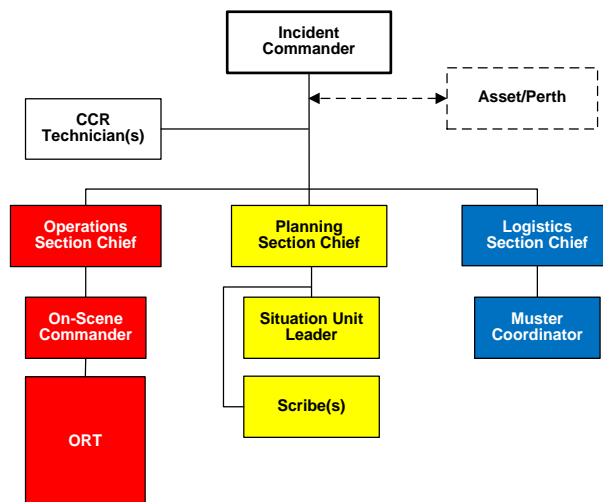 Incident
Commander
Asset/Perth
CCR
Technician(s)
Operations
Section Chief
Planning
Section Chief
Logistics
Section Chief
On-Scene
Commander
Situation Unit
Leader
Muster
Coordinator
Scribe(s)
ORT